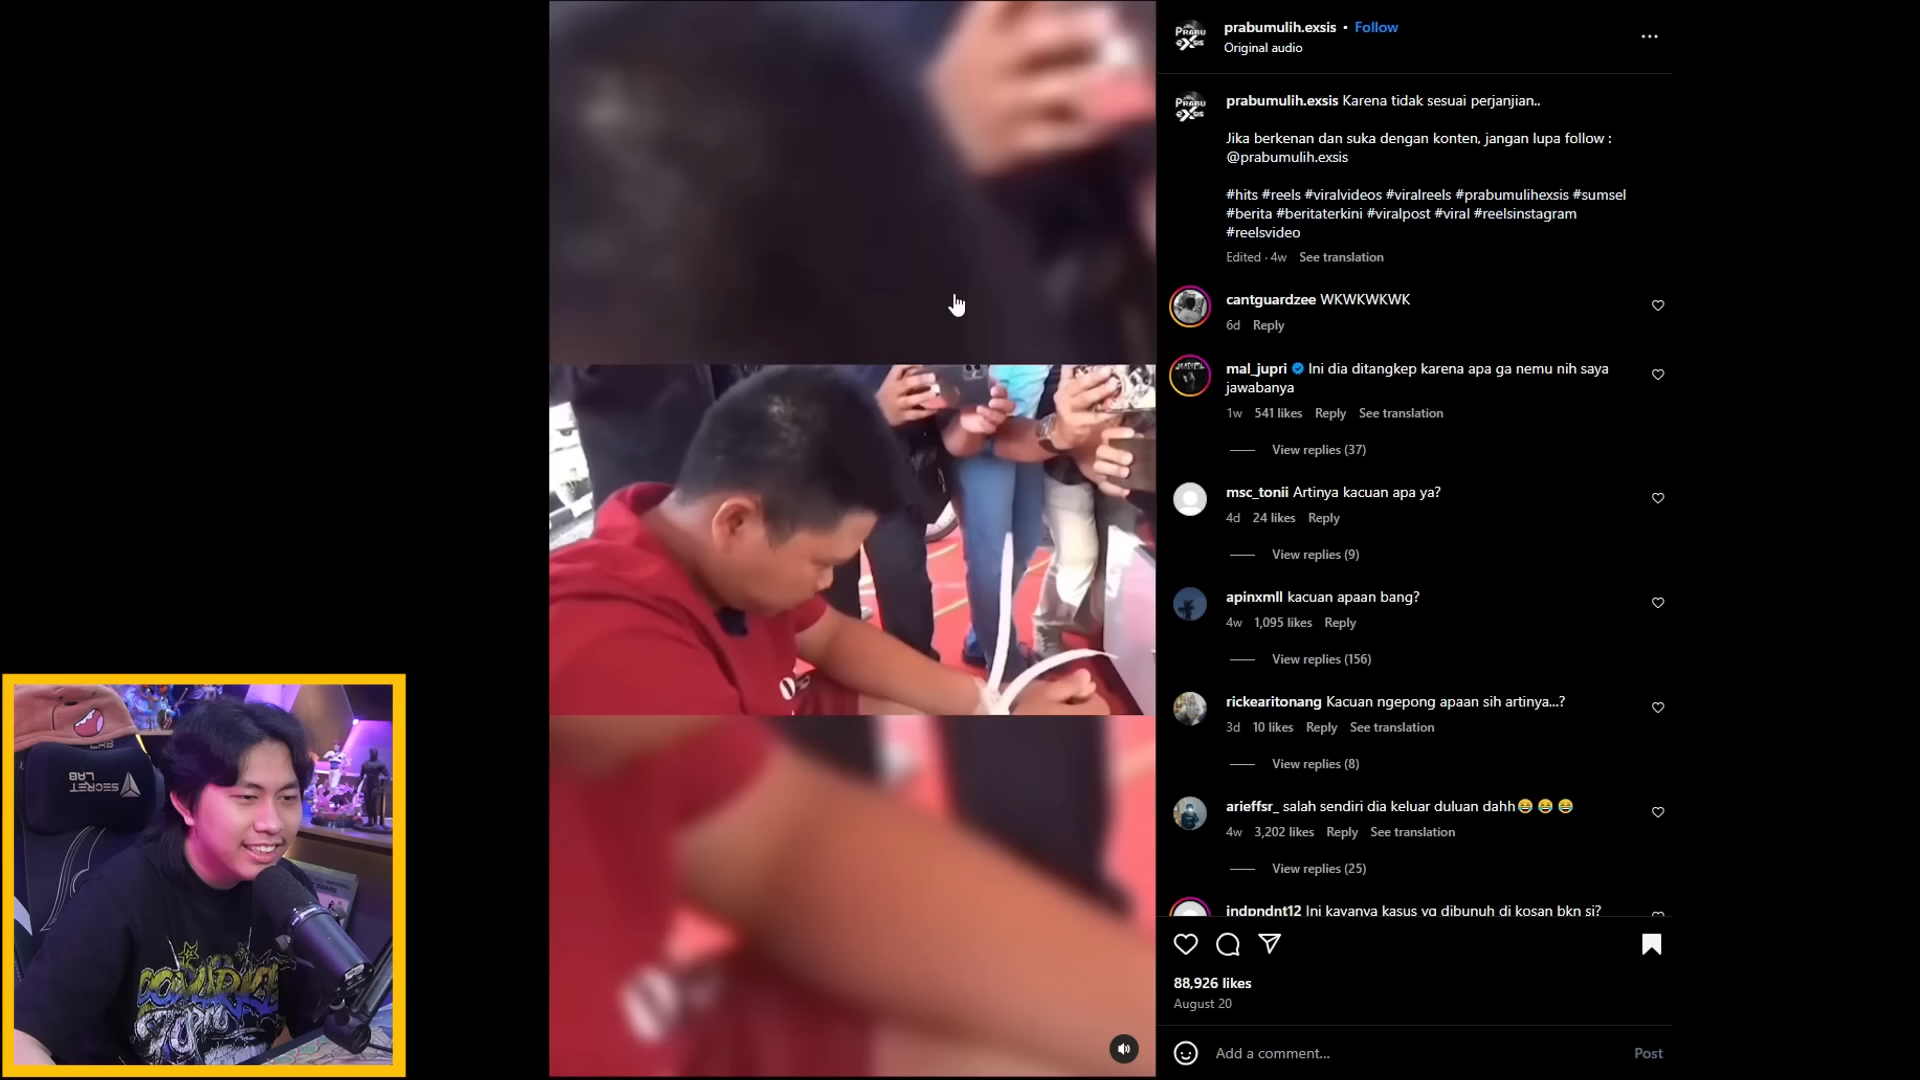 prabumulih.exsis • Follow
Original audio
prabumulih.exsis Karena tidak sesuai perjanjian..
Jika berkenan dan suka dengan konten, jangan lupa follow :
@prabumulih.exsis
#hits #reels #viralvideos #viralreels #prabumulihexsis #sumsel
#berita #beritaterkini #viralpost #viral #reelsinstagram
#reelsvideo
Edited · 4w See translation
cantguardzee WKWKWKWK
6d Reply
mal_jupri Ini dia ditangkep karena apa ga nemu nih saya
jawabanya
1w 541 likes Reply See translation
View replies (37)
msc_tonii Artinya kacuan apa ya?
4d 24 likes Reply
View replies (9)
apinxmll kacuan apaan bang?
4w 1,095 likes Reply
View replies (156)
rickearitonang Kacuan ngepong apaan sih artinya...?
3d 10 likes Reply See translation
View replies (8)
arieffsr_ salah sendiri dia keluar duluan dahh😂 😂 😂
4w 3,202 likes Reply See translation
View replies (25)
indpndnt12 Ini kayanya kasus yg dibunuh di kosan bkn si?
88,926 likes
August 20
Add a comment...
Post
SECRET
LAB